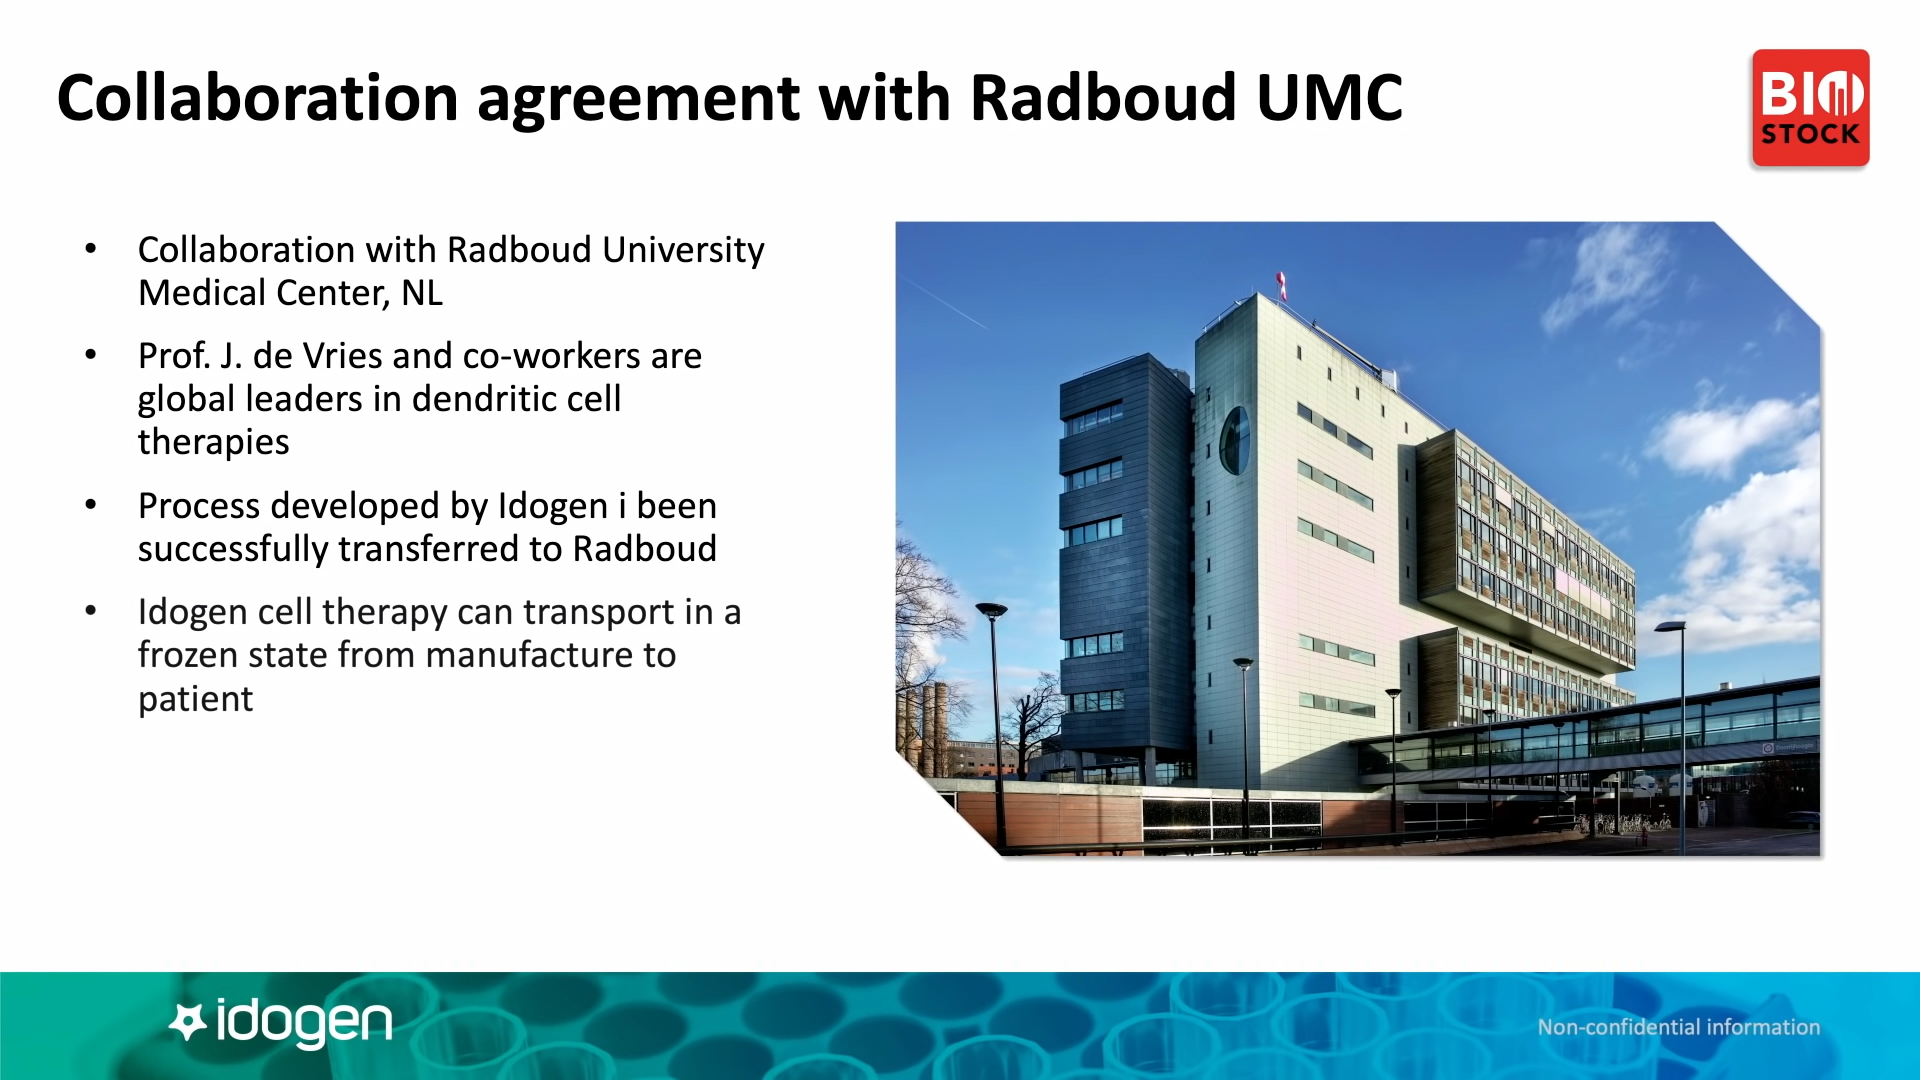 Collaboration agreement with Radboud UMC
BIO
STOCK
• Collaboration with Radboud University
Medical Center, NL
• Prof. J. de Vries and co-workers are
global leaders in dendritic cell
therapies
• Process developed by Idogen i been
successfully transferred to Radboud
• Idogen cell therapy can transport in a
frozen state from manufacture to
patient
idogen
Non-confidential information